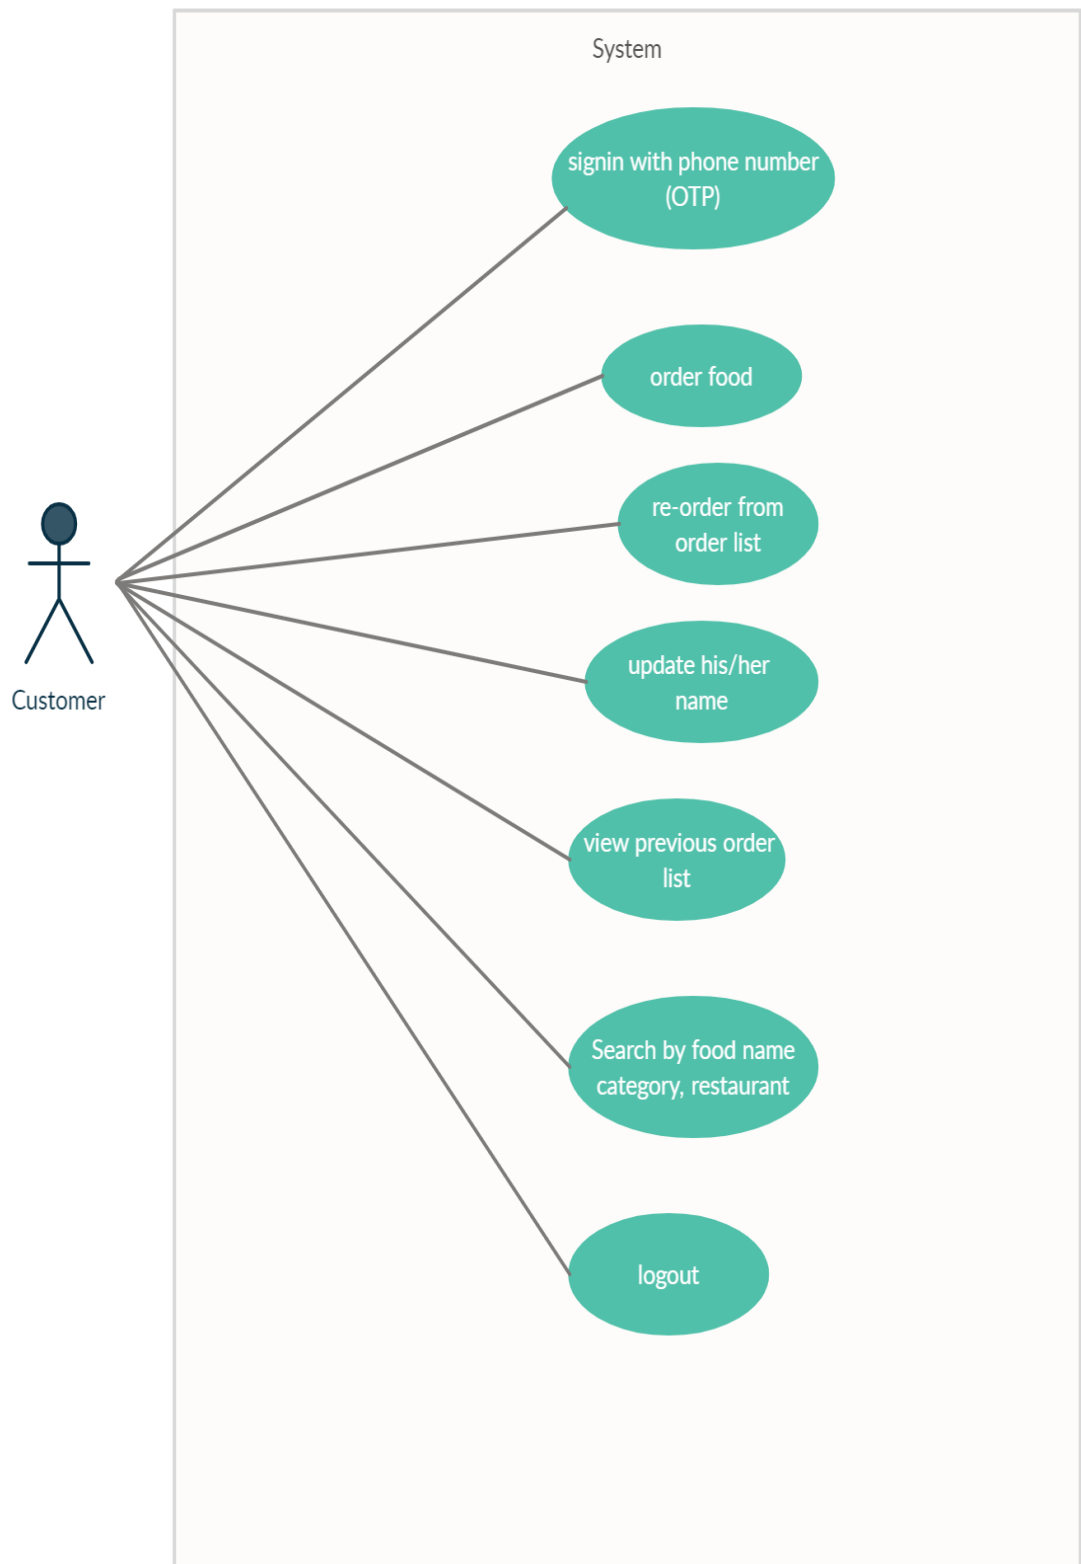 System
signin with phone number
(OTP)
order food
re-order from
order list
update his/her
name
Customer
view previous order
list
Search by food name
category, restaurant
logout